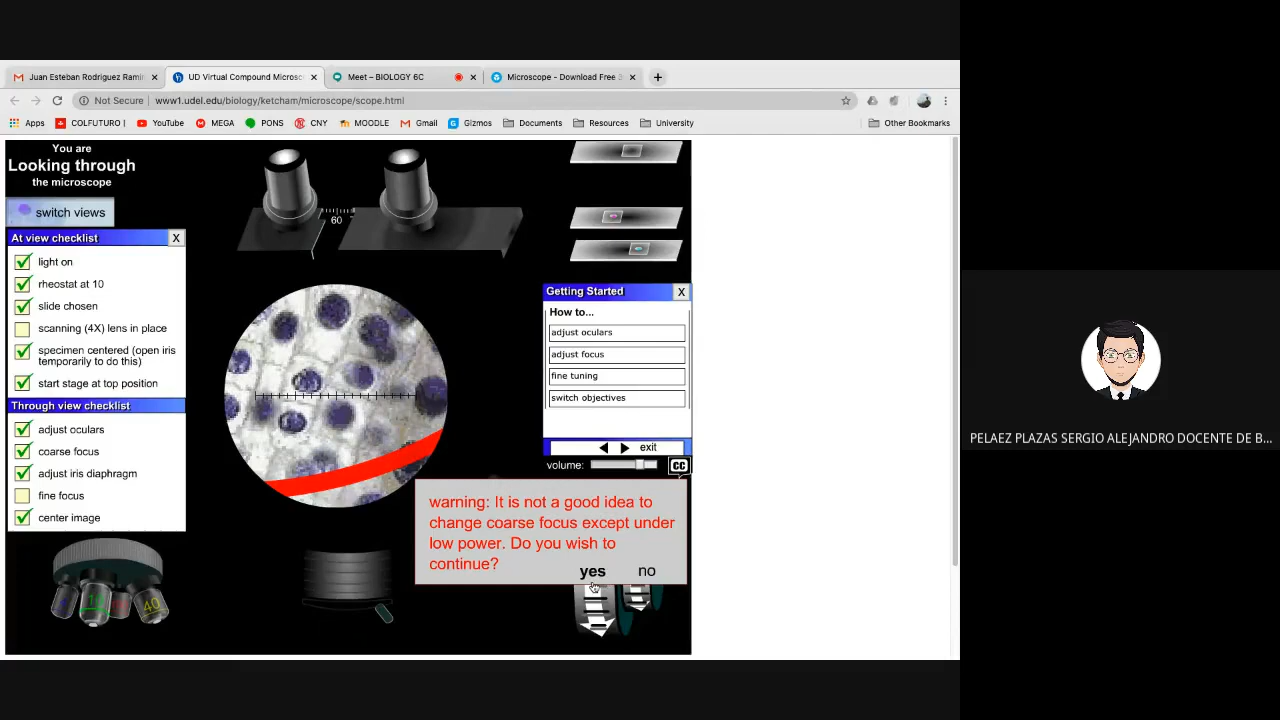 Juan Esteban Rodriguez Ramir
UD Virtual Compound Microsc
Meet – BIOLOGY 6C
Microscope - Download Free
Not Secure | www1.udel.edu/biology/ketcham/microscope/scope.html
Apps
COLFUTURO |
YouTube
MEGA
PONS
CNY
MOODLE
Gmail
Gizmos
Documents
Resources
University
Other Bookmarks
You are
Looking through
the microscope
switch views
At view checklist X
light on
rheostat at 10
slide chosen
scanning (4X) lens in place
specimen centered (open iris
temporarily to do this)
start stage at top position
Through view checklist
adjust oculars
coarse focus
adjust iris diaphragm
fine focus
center image
60
Getting Started X
How to...
adjust oculars
adjust focus
fine tuning
switch objectives
exit
volume:
CC
warning: It is not a good idea to
change coarse focus except under
low power. Do you wish to
continue?
yes no
40
PELAEZ PLAZAS SERGIO ALEJANDRO DOCENTE DE B...